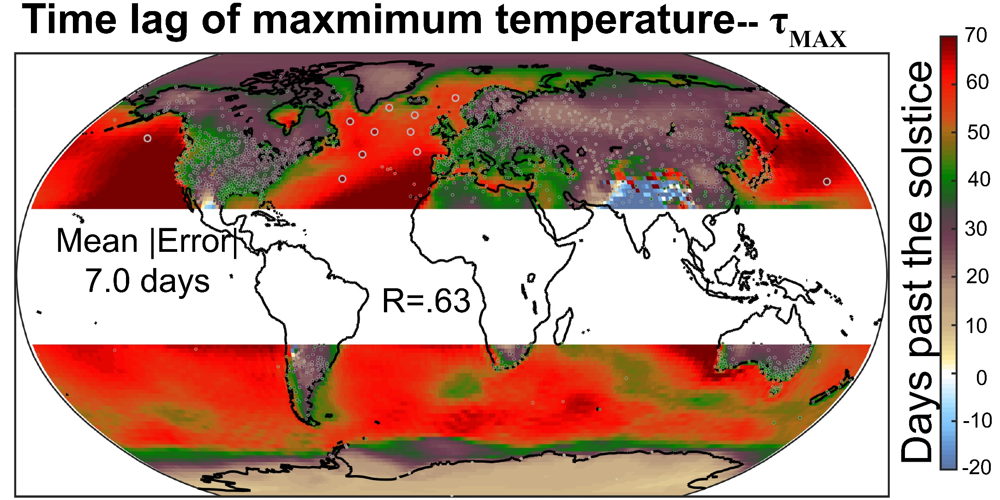 Time lag of maxmimum temperature-- τMAX
Mean |Error|
7.0 days
R=.63
70
60
50
40
30
20
10
0
-10
-20
Days past the solstice